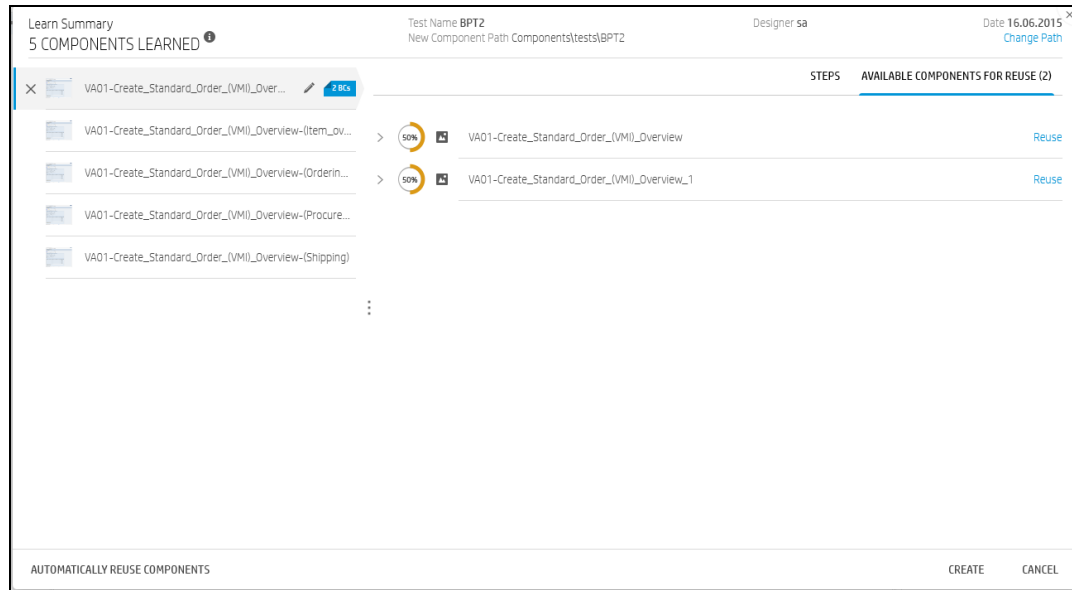 Learn Summary
5 COMPONENTS LEARNED
Test Name BPT2
New Component Path Components\tests\BPT2
Designer sa
Date 16.06.2015
Change Path
VA01-Create_Standard_Order_(VMI)_Over...
2 BCs
VA01-Create_Standard_Order_(VMI)_Overview-(Item_ov...
VA01-Create_Standard_Order_(VMI)_Overview-(Orderin...
VA01-Create_Standard_Order_(VMI)_Overview-(Procure...
VA01-Create_Standard_Order_(VMI)_Overview-(Shipping)
STEPS
AVAILABLE COMPONENTS FOR REUSE (2)
50%
VA01-Create_Standard_Order_(VMI)_Overview
Reuse
50%
VA01-Create_Standard_Order_(VMI)_Overview_1
Reuse
AUTOMATICALLY REUSE COMPONENTS
CREATE
CANCEL